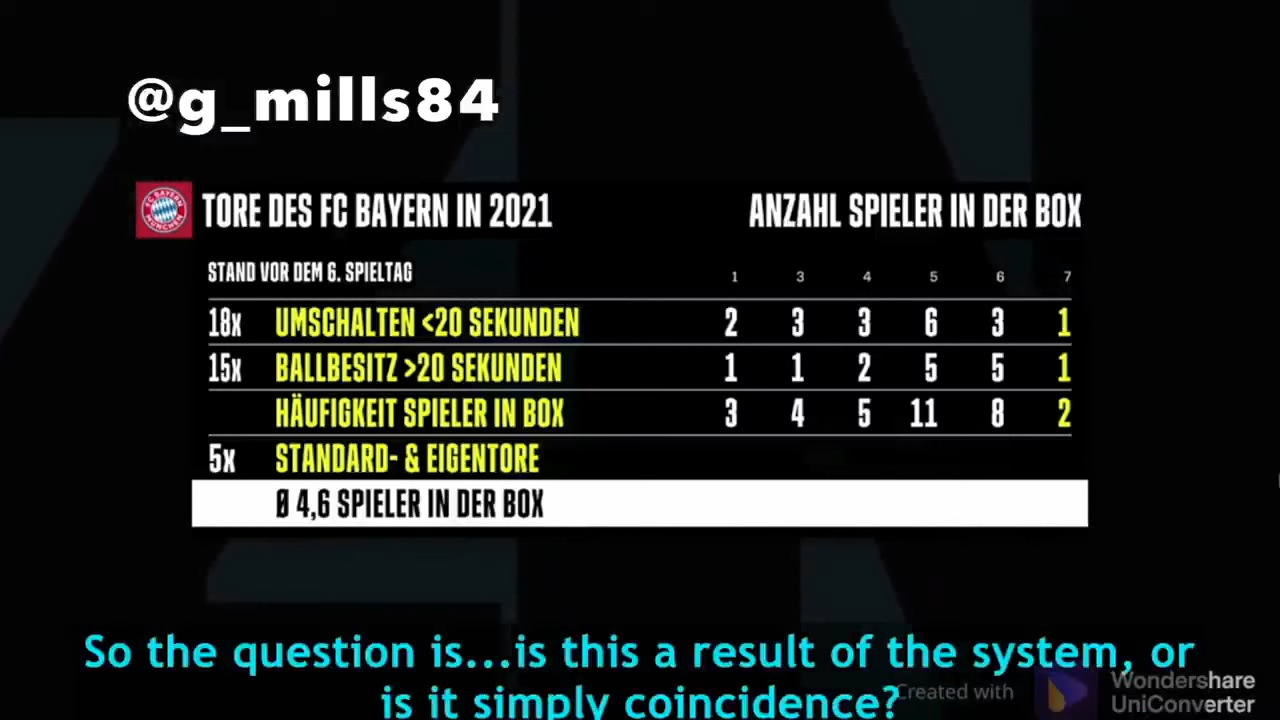 @g_mills84
FC BAYERN MÜNCHEN
TORE DES FC BAYERN IN 2021 ANZAHL SPIELER IN DER BOX
STAND VOR DEM 6. SPIELTAG 1 3 4 5 6 7
18x UMSCHALTEN <20 SEKUNDEN 2 3 3 6 3 1
15x BALLBESITZ >20 SEKUNDEN 1 1 2 5 5 1
HÄUFIGKEIT SPIELER IN BOX 3 4 5 11 8 2
5x STANDARD- & EIGENTORE
Ø 4,6 SPIELER IN DER BOX
So the question is...is this a result of the system, or
is it simply coincidence?
Created with
Wondershare
UniConverter